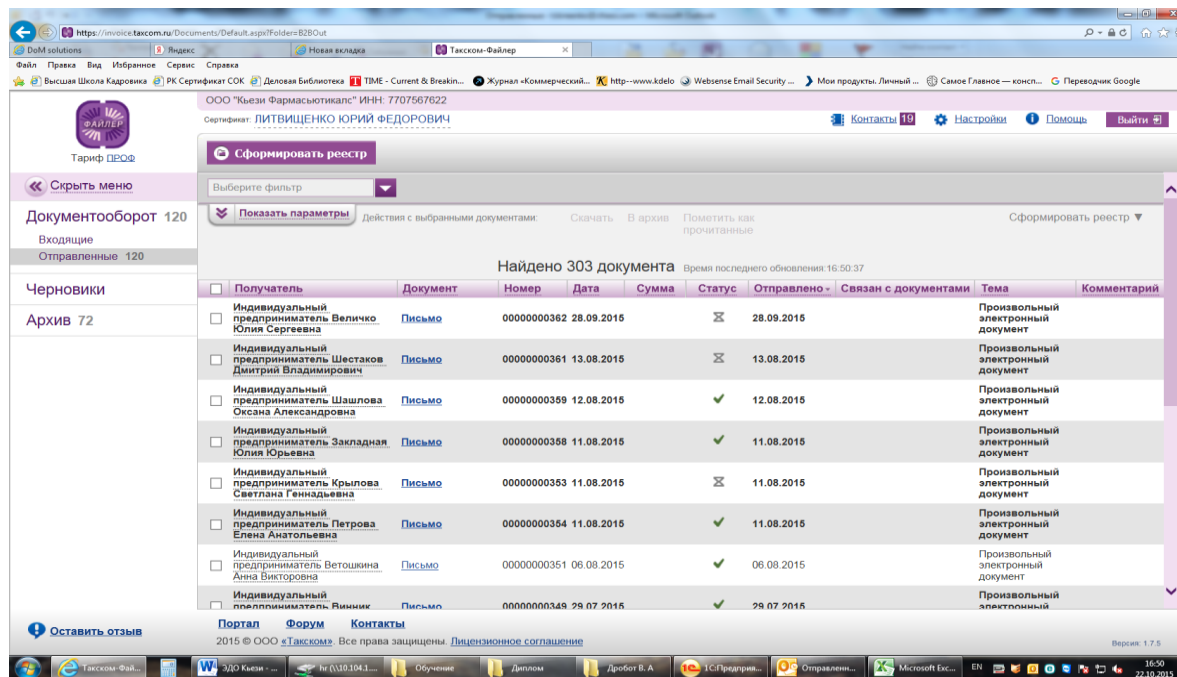 https://invoice.taxcom.ru/Documents/Default.aspx?Folder=B2BOut
DoM solutions
Яндекс
Новая вкладка
Такском-Файлер
Файл Правка Вид Избранное Сервис Справка
Высшая Школа Кадровика РК Сертификат СОК Деловая Библиотека TIME - Current & Breakin... Журнал «Коммерческий... http--www.kdelo Websense Email Security ... Мои продукты. Личный ... Самое Главное — консп... Переводчик Google
ООО "Кьези Фармасьютикалс" ИНН: 7707567622
Сертификат: ЛИТВИЩЕНКО ЮРИЙ ФЕДОРОВИЧ
Контакты 19 Настройки Помощь Выйти
ФАЙЛЕР
Тариф ПРОФ
Сформировать реестр
Скрыть меню
Выберите фильтр
Документооборот 120
Входящие
Отправленные 120
Черновики
Архив 72
Показать параметры Действия с выбранными документами: Скачать В архив Пометить как
прочитанные
Сформировать реестр ▼
Найдено 303 документа Время последнего обновления:16:50:37
Получатель Документ Номер Дата Сумма Статус Отправлено Связан с документами Тема Комментарий
Индивидуальный
предприниматель Величко
Юлия Сергеевна
Письмо 00000000362 28.09.2015 28.09.2015
Произвольный
электронный
документ
Индивидуальный
предприниматель Шестаков
Дмитрий Владимирович
Письмо 00000000361 13.08.2015 13.08.2015
Произвольный
электронный
документ
Индивидуальный
предприниматель Шашлова
Оксана Александровна
Письмо 00000000359 12.08.2015 12.08.2015
Произвольный
электронный
документ
Индивидуальный
предприниматель Закладная
Юлия Юрьевна
Письмо 00000000358 11.08.2015 11.08.2015
Произвольный
электронный
документ
Индивидуальный
предприниматель Крылова
Светлана Геннадьевна
Письмо 00000000353 11.08.2015 11.08.2015
Произвольный
электронный
документ
Индивидуальный
предприниматель Петрова
Елена Анатольевна
Письмо 00000000354 11.08.2015 11.08.2015
Произвольный
электронный
документ
Индивидуальный
предприниматель Ветошкина
Анна Викторовна
Письмо 00000000351 06.08.2015 06.08.2015
Произвольный
электронный
документ
Индивидуальный
предприниматель Винник
Письмо 00000000349 29.07.2015 29.07.2015
Произвольный
электронный
Оставить отзыв
Портал Форум Контакты
2015 © ООО «Такском». Все права защищены. Лицензионное соглашение
Версия: 1.7.5
Такском-Фай... ЭДО Кьези - ... hr (\\10.104.1.... Обучение Диплом Дробот В. А 1С:Предприя... Отправленн... Microsoft Exc... EN 16:50
22.10.2015